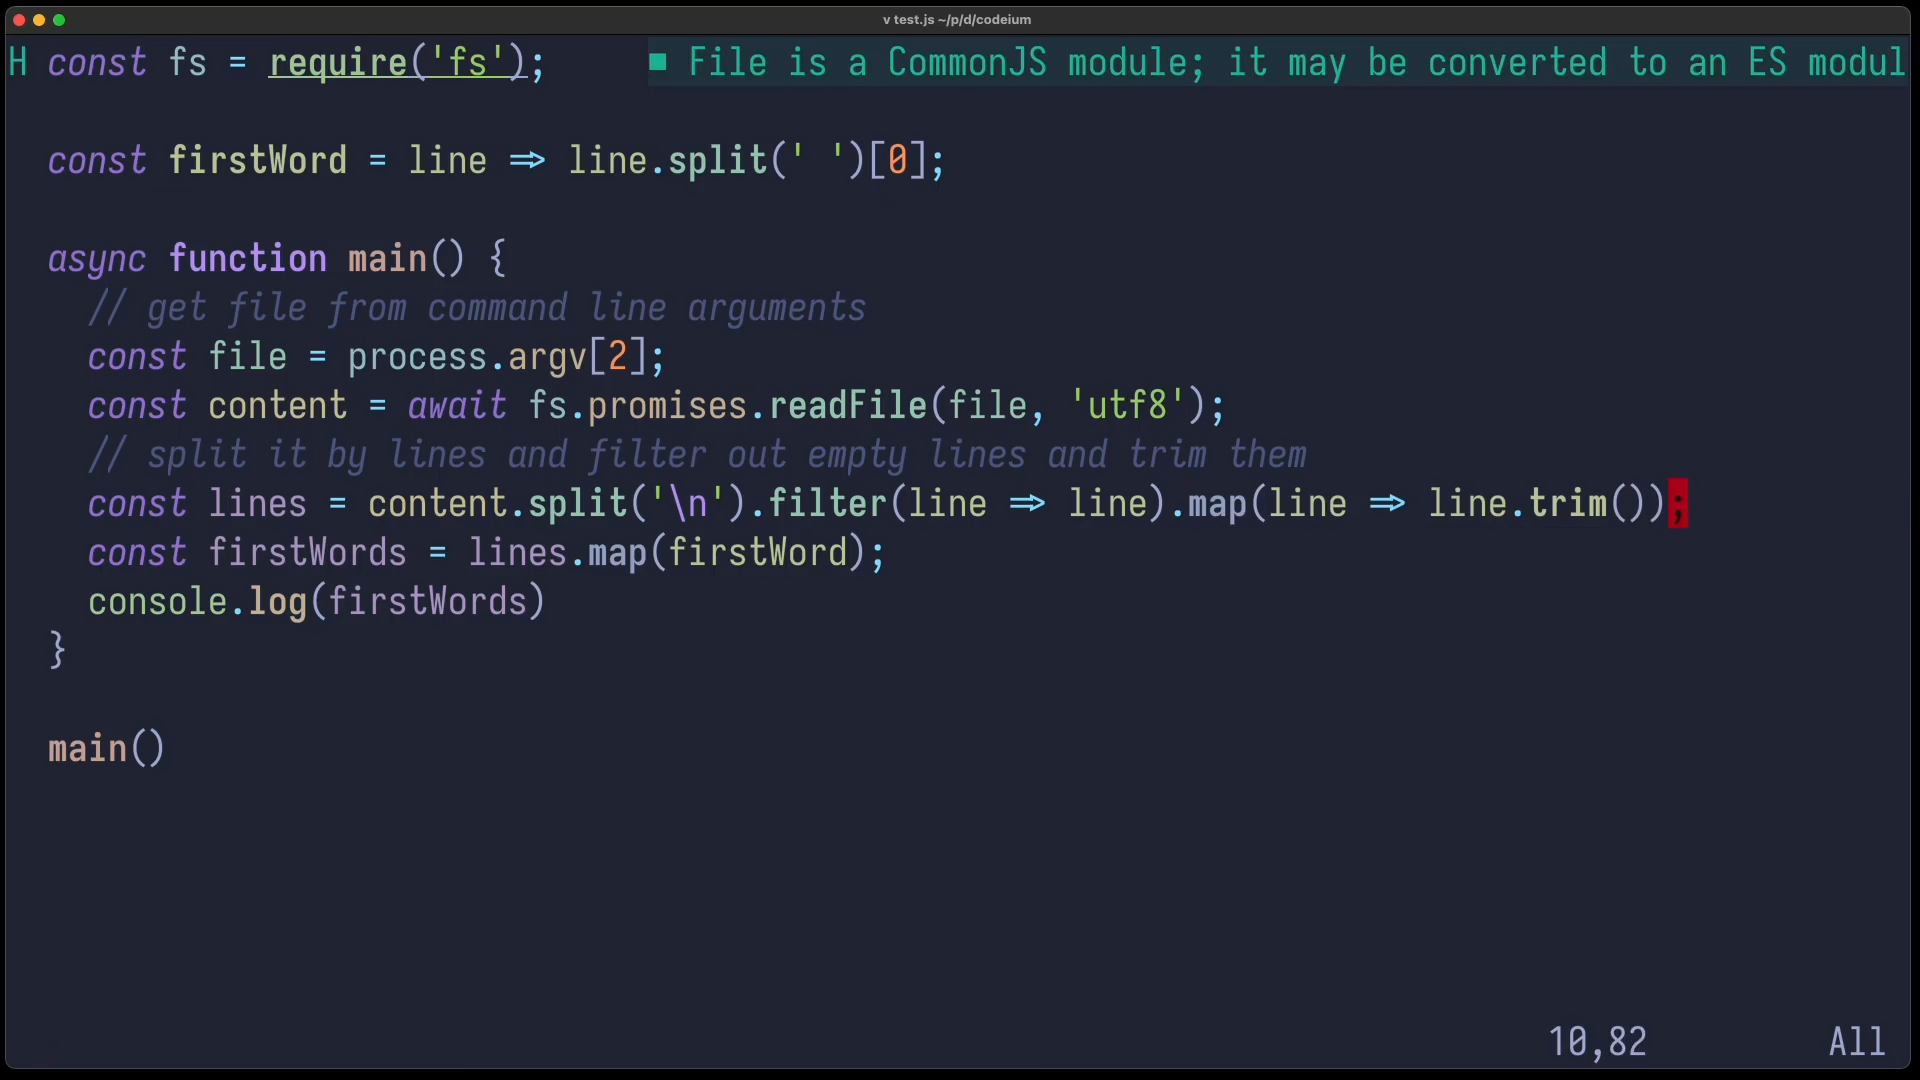 v test.js ~/p/d/codeium
H const fs = require('fs'); ■ File is a CommonJS module; it may be converted to an ES modul
const firstWord = line => line.split(' ')[0];
async function main() {
// get file from command line arguments
const file = process.argv[2];
const content = await fs.promises.readFile(file, 'utf8');
// split it by lines and filter out empty lines and trim them
const lines = content.split('\n').filter(line => line).map(line => line.trim());
const firstWords = lines.map(firstWord);
console.log(firstWords)
}
main()
10,82 All